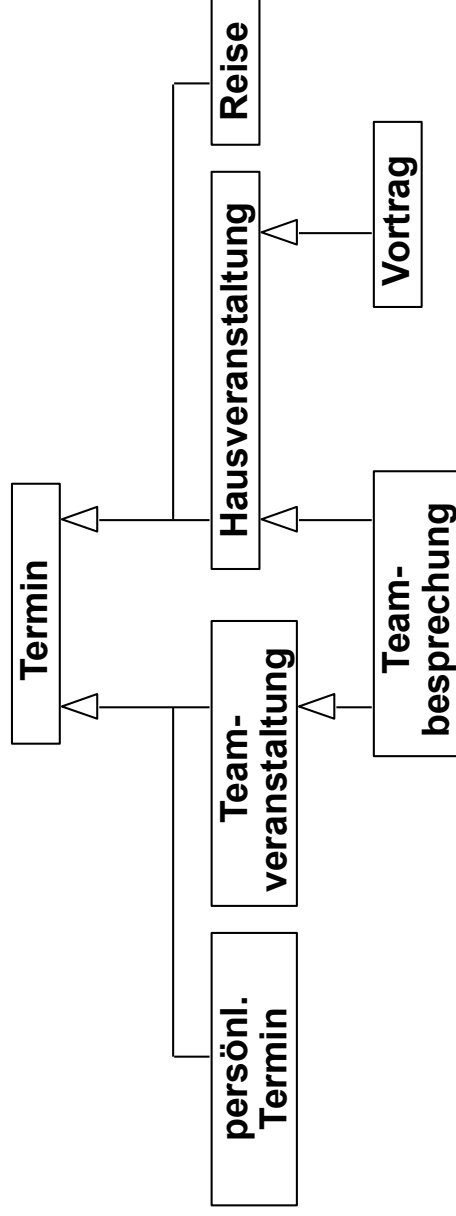 Termin
persönl.
Termin
Team-
veranstaltung
Hausveranstaltung
Reise
Team-
besprechung
Vortrag